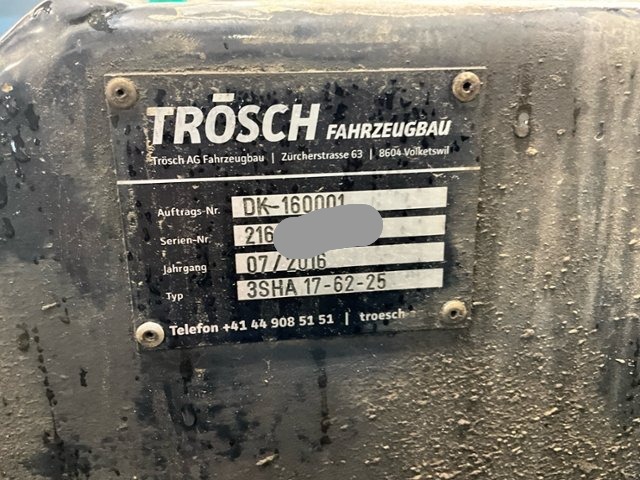 TRŌSCH FAHRZEUGBAU
Trösch AG Fahrzeugbau | Zürcherstrasse 63 | 8604 Volketswil
Auftrags-Nr. DK-160001
Serien-Nr. 216
Jahrgang 07/2016
Typ 3SHA 17-62-25
Telefon +41 44 908 51 51 | troesch